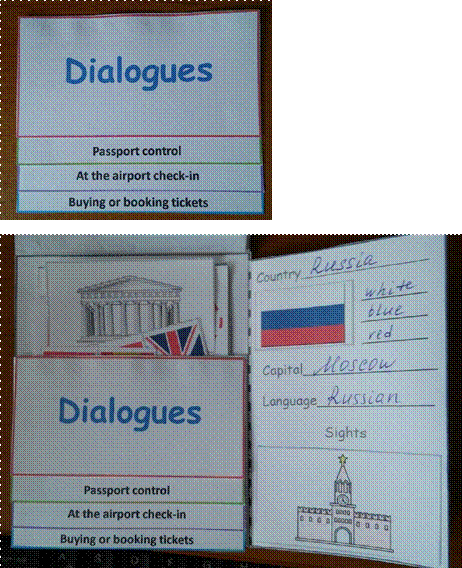 Dialogues
Passport control
At the airport check-in
Buying or booking tickets
Country Russia
white
blue
red
Capital Moscow
Language Russian
Sights
Dialogues
Passport control
At the airport check-in
Buying or booking tickets